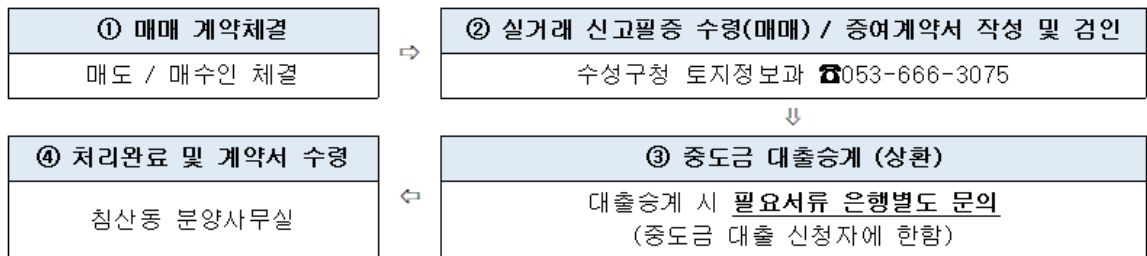 ① 매매 계약체결
매도 / 매수인 체결
⇨
② 실거래 신고필증 수령(매매) / 증여계약서 작성 및 검인
수성구청 토지정보과 ☎053-666-3075
⇩
③ 중도금 대출승계 (상환)
대출승계 시 필요서류 은행별도 문의
(중도금 대출 신청자에 한함)
⇦
④ 처리완료 및 계약서 수령
침산동 분양사무실